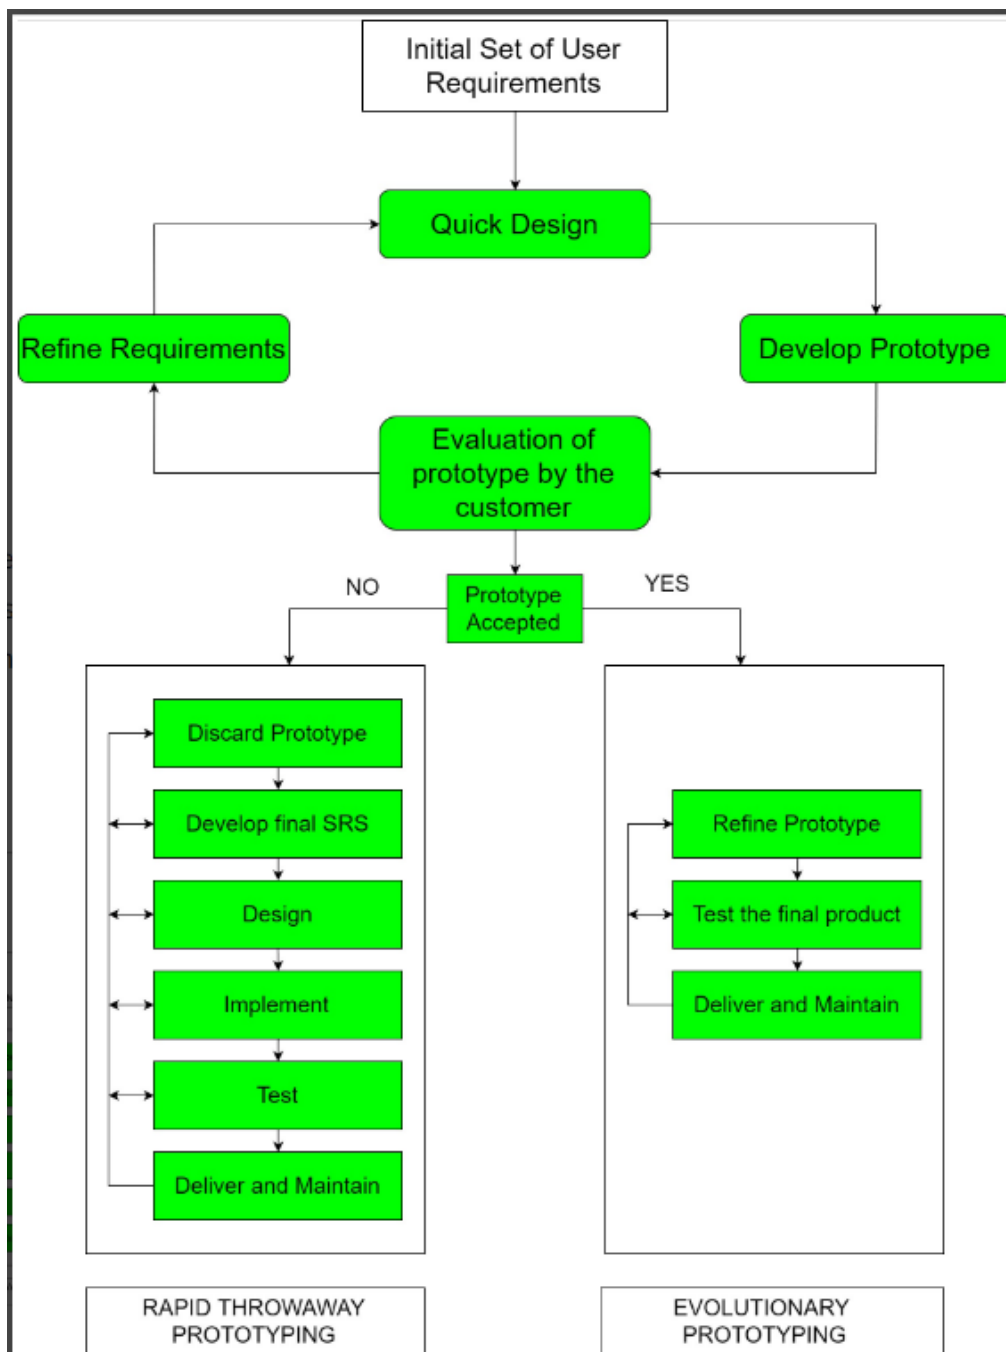 Initial Set of User
Requirements
Quick Design
Refine Requirements
Develop Prototype
Evaluation of
prototype by the
customer
NO
Prototype
Accepted
YES
Discard Prototype
Develop final SRS
Design
Implement
Test
Deliver and Maintain
Refine Prototype
Test the final product
Deliver and Maintain
RAPID THROWAWAY
PROTOTYPING
EVOLUTIONARY
PROTOTYPING